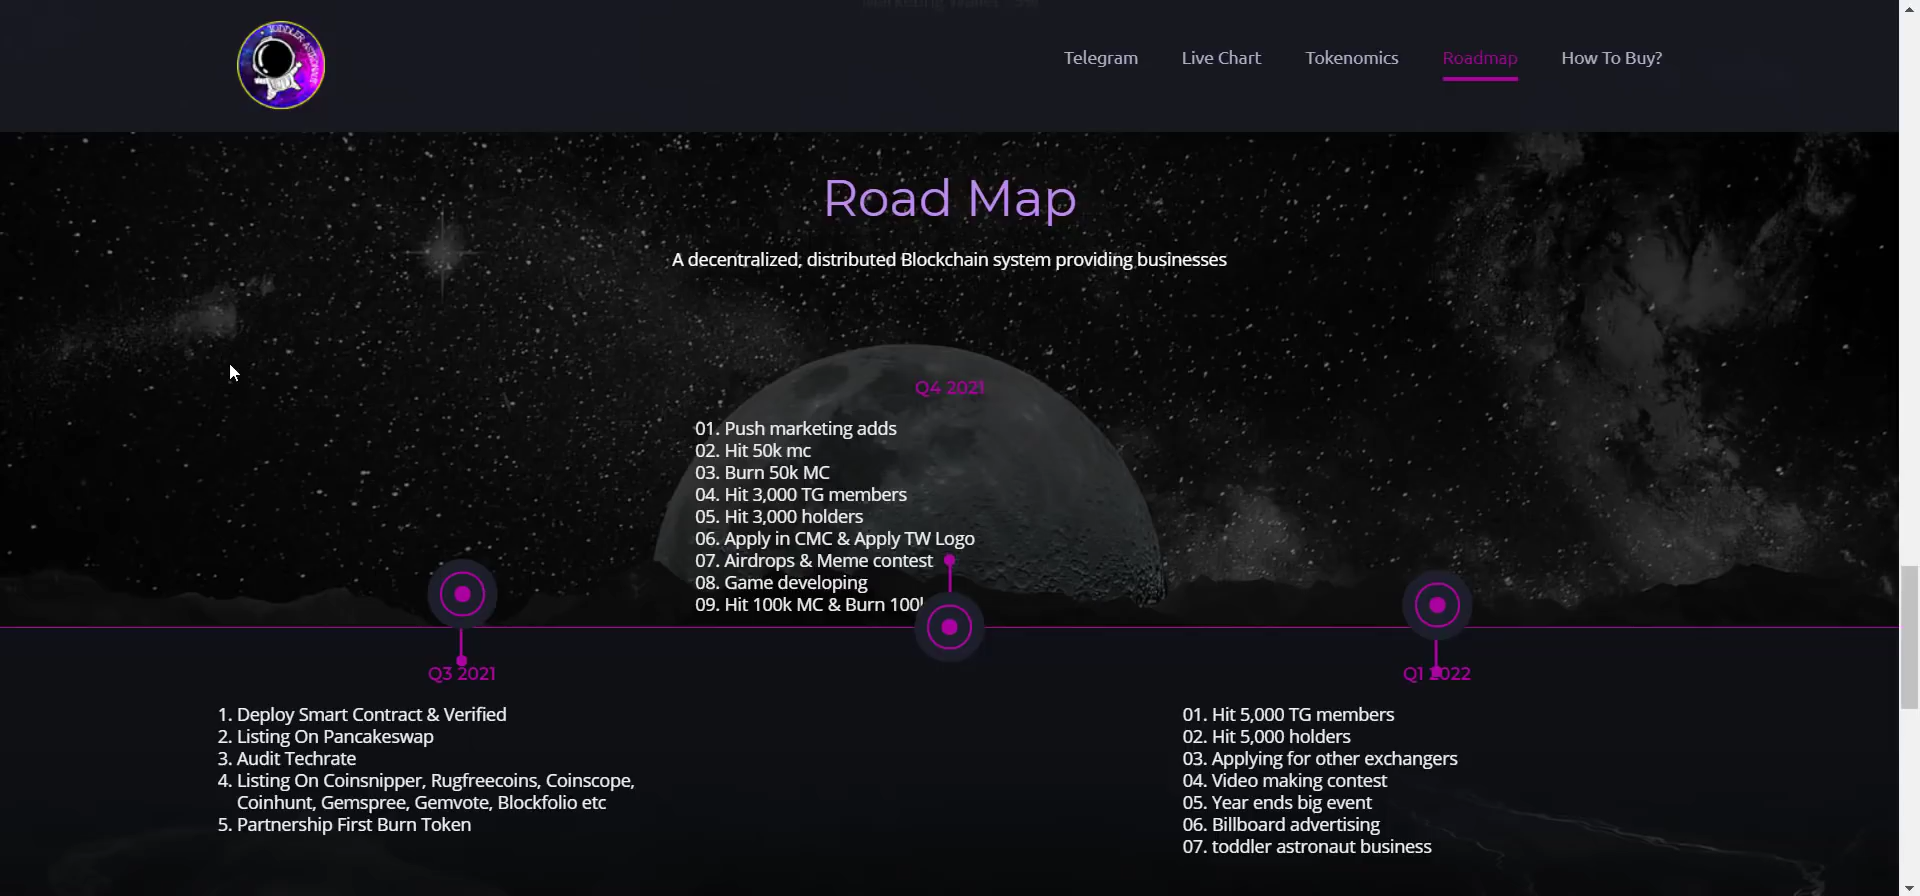 TODDLER ASTRONAUT
Telegram
Live Chart
Tokenomics
Roadmap
How To Buy?
Road Map
A decentralized, distributed Blockchain system providing businesses
Q4 2021
01. Push marketing adds
02. Hit 50k mc
03. Burn 50k MC
04. Hit 3,000 TG members
05. Hit 3,000 holders
06. Apply in CMC & Apply TW Logo
07. Airdrops & Meme contest
08. Game developing
09. Hit 100k MC & Burn
Q3 2021
1. Deploy Smart Contract & Verified
2. Listing On Pancakeswap
3. Audit Techrate
4. Listing On Coinsnipper, Rugfreecoins, Coinscope,
Coinhunt, Gemspree, Gemvote, Blockfolio etc
5. Partnership First Burn Token
Q1 2022
01. Hit 5,000 TG members
02. Hit 5,000 holders
03. Applying for other exchangers
04. Video making contest
05. Year ends big event
06. Billboard advertising
07. toddler astronaut business